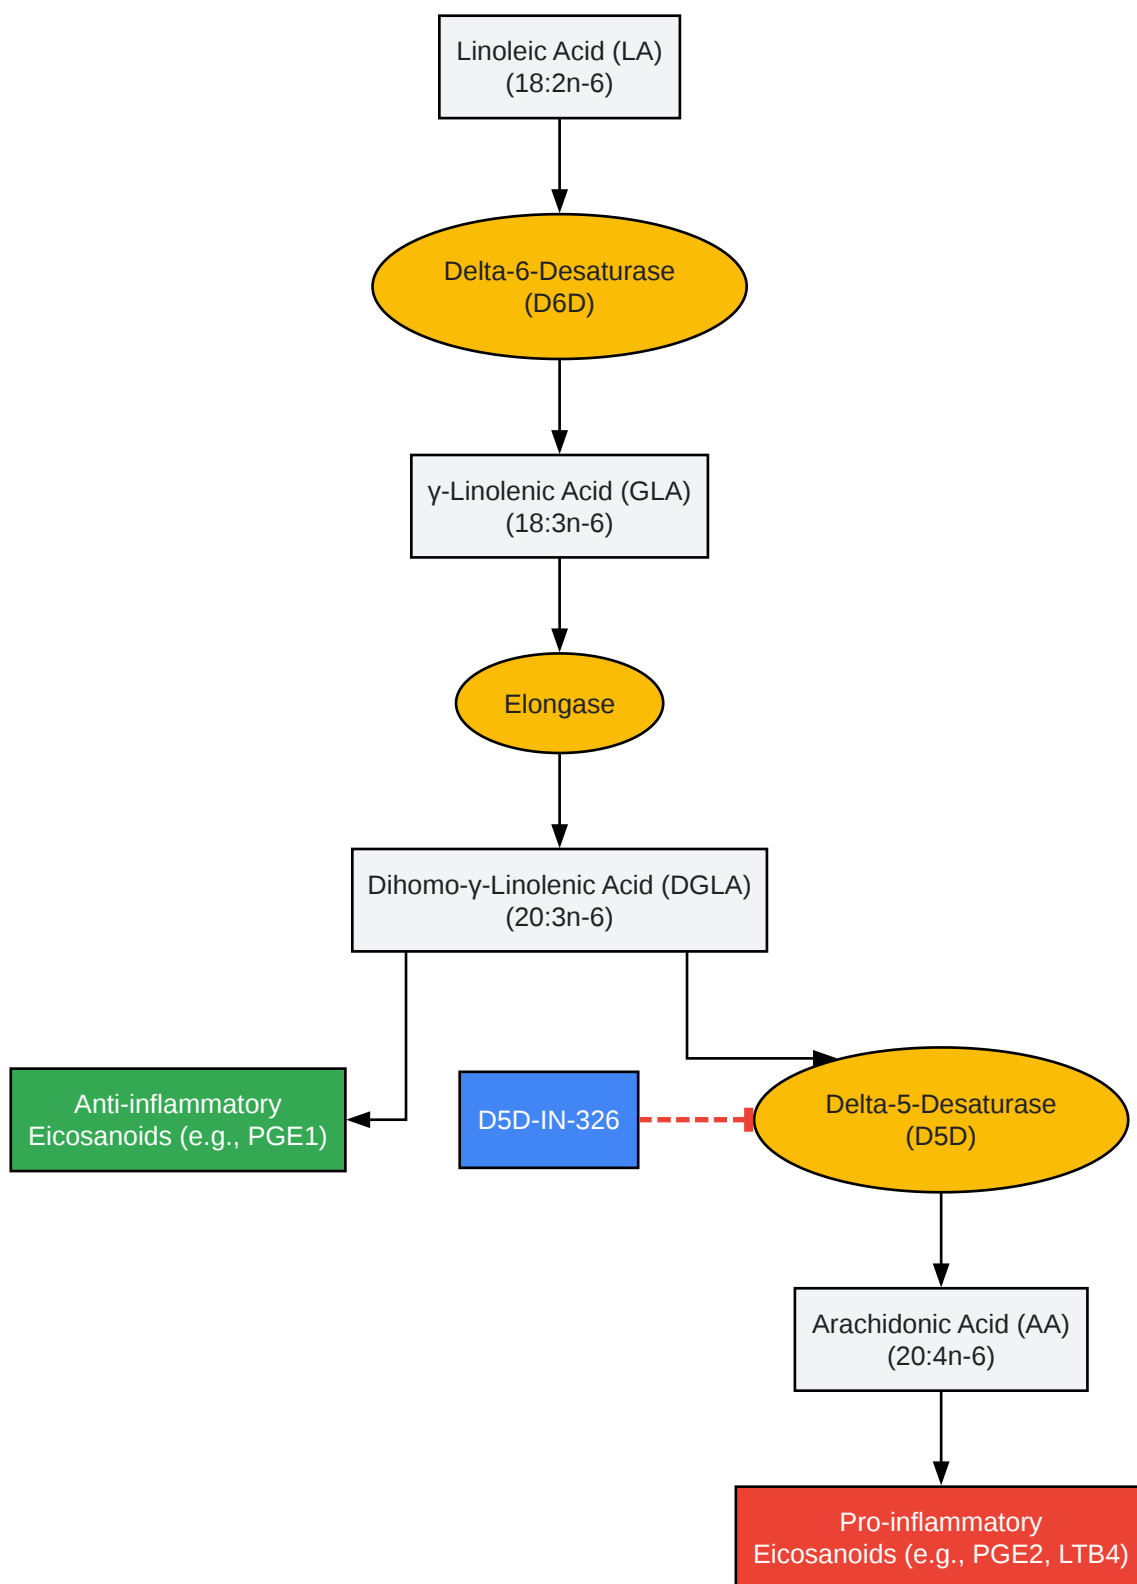 Linoleic Acid (LA)
(18:2n-6)
Delta-6-Desaturase
(D6D)
γ-Linolenic Acid (GLA)
(18:3n-6)
Elongase
Dihomo-γ-Linolenic Acid (DGLA)
(20:3n-6)
Anti-inflammatory
Eicosanoids (e.g., PGE1)
D5D-IN-326
Delta-5-Desaturase
(D5D)
Arachidonic Acid (AA)
(20:4n-6)
Pro-inflammatory
Eicosanoids (e.g., PGE2, LTB4)